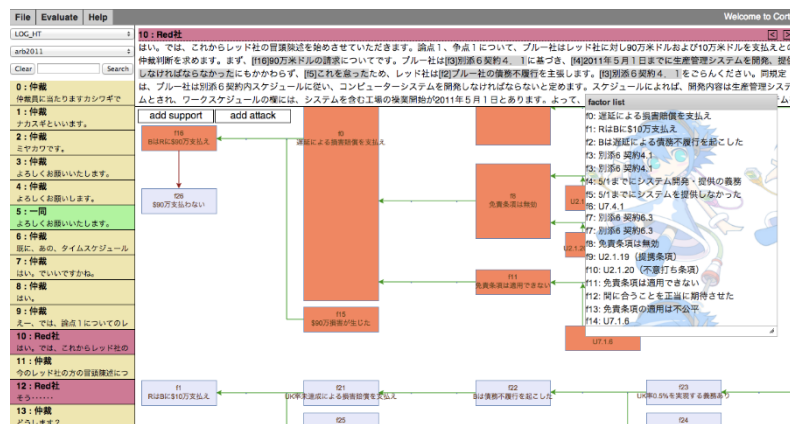 File Evaluate Help
Welcome to Cort
LOG_HT
arb2011
Clear
Search
0：仲裁
仲裁員に当たりますカシワギで
1：仲裁
ナカスギといいます。
2：仲裁
ミヤカワです。
3：仲裁
よろしくお願いいたします。
4：仲裁
よろしくお願いします。
5：一同
よろしくお願いいたします。
6：仲裁
既に、あの、タイムスケジュール
7：仲裁
はい。でいいですかね。
8：仲裁
はい。
9：仲裁
えー、では、論点１についてのレ
10：Red社
はい。では、これからレッド社の
11：仲裁
今のレッド社の方の冒頭陳述につ
12：Red社
そう‥‥‥
13：仲裁
どうします？
10：Red社
はい。では、これからレッド社の冒頭陳述を始めさせていただきます。論点１、争点１について、ブルー社はレッド社に対し90万米ドルおよび10万米ドルを支払えとの
仲裁判断を求めます。まず、[f16]90万米ドルの請求についてです。ブルー社は[f3]別添６契約４．１に基づき、[f4]2011年５月１日までに生産管理システムを開発、提供
しなければならなかったにもかかわらず、[f5]これを怠ったため、レッド社は[f2]ブルー社の債務不履行を主張します。[f3]別添６契約４．１をごらんください。同規定
は、ブルー社は別添６契約内スケジュールに従い、コンピューターシステムを開発しなければならないと定めます。スケジュールによれば、開発内容は生産管理システ
ムとされ、ワークスケジュールの欄には、システムを含む工場の操業開始が2011年５月１日とあります。よって、
add support
add attack
f16
BはRに$90万支払え
f26
$90万支払わない
f0
遅延による損害賠償を支払え
f15
$90万損害が生じた
f8
免責条項は無効
f11
免責条項は適用できない
U2.1
U2.1.20
U7.1.6
factor list
f0: 遅延による損害賠償を支払え
f1: RはBに$10万支払え
f2: Bは遅延による債務不履行を起こした
f3: 別添６ 契約4.1
f3: 別添６ 契約4.1
f4: 5/1までにシステム開発・提供の義務
f5: 5/1までにシステムを提供しなかった
f6: U7.4.1
f7: 別添６ 契約6.3
f7: 別添６ 契約6.3
f8: 免責条項は無効
f9: U2.1.19（提携条項）
f10: U2.1.20（不意打ち条項）
f11: 免責条項は適用できない
f12: 間に合うことを正当に期待させた
f13: 免責条項の適用は不公平
f14: U7.1.6
f1
RはBに$10万支払え
f21
UK率未達成による損害賠償を支払え
f22
Bは債務不履行を起こした
f23
UK率0.5%を実現する義務あり
f25
f24